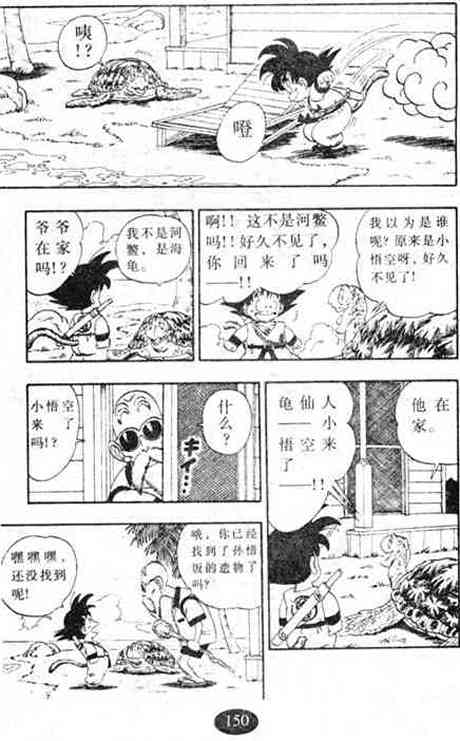 噔
咦
!?
我以为是谁
呢？原来是小
悟空呀，好久
不见了！
啊!! 这不是河鳖
吗!! 好久不见了，
你回来了吗
——!!
我不是河
鳖，是海
龟。
爷爷
在家
吗!?
他在
家。
龟仙人
——小
悟空来
了
——!!
什
么？
キイ…
小悟空
来了
吗!?
哦，你已经
找到了孙悟
饭的遗物了
吗？
嘿嘿嘿，
还没找到
呢！
150